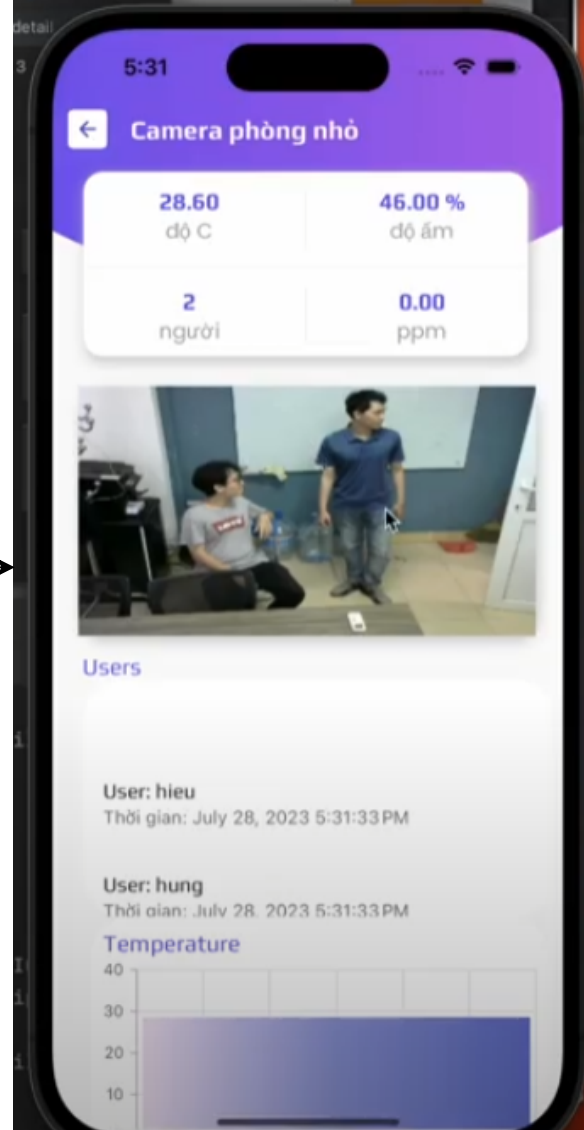 detail
3
5:31
Camera phòng nhỏ
28.60
độ C
46.00 %
độ ẩm
2
người
0.00
ppm
Users
User: hieu
Thời gian: July 28, 2023 5:31:33 PM
User: hung
Thời gian: July 28, 2023 5:31:33 PM
Temperature
40
30
20
10